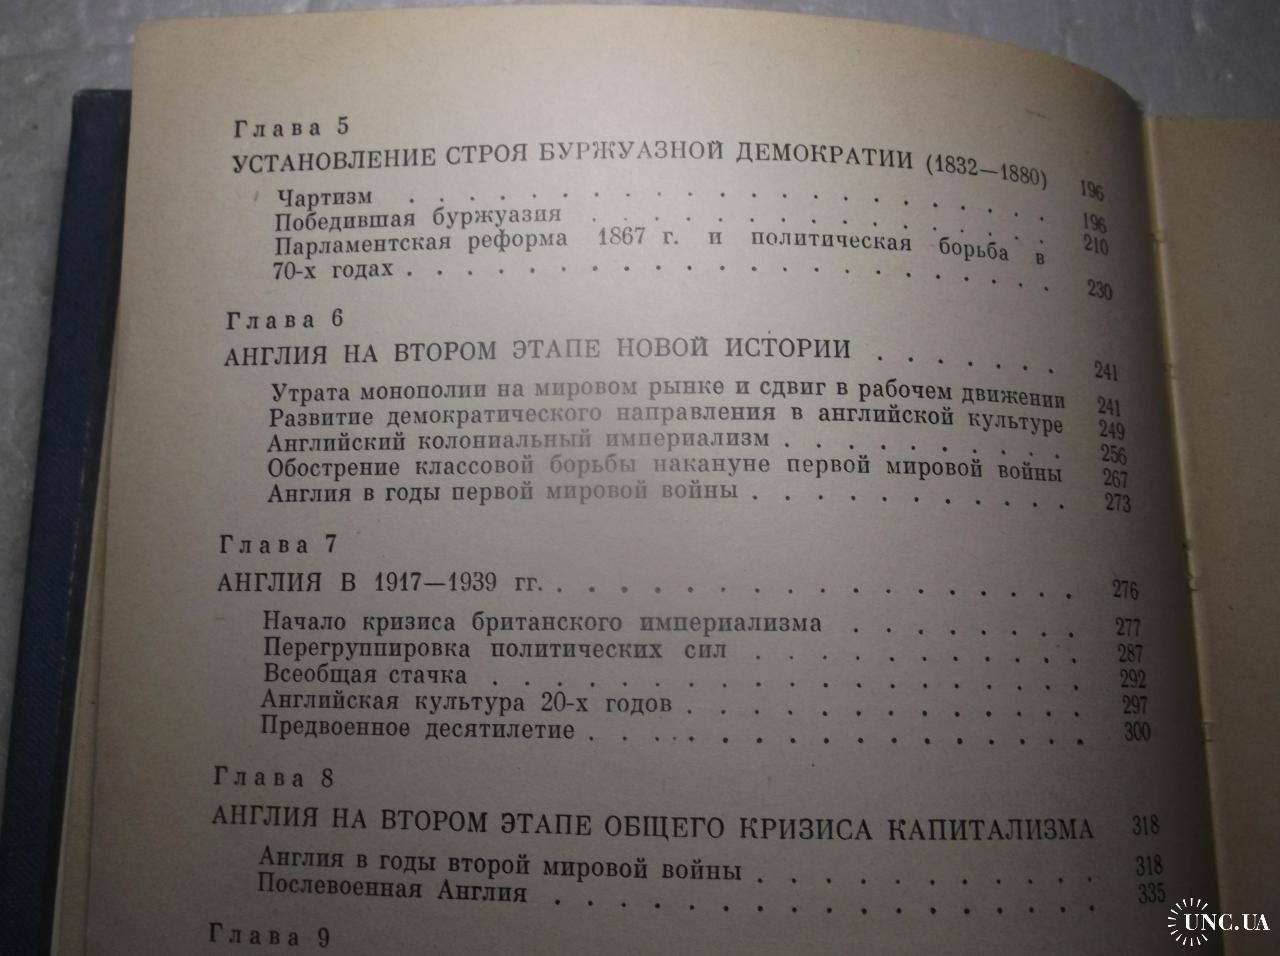 Глава 5
УСТАНОВЛЕНИЕ СТРОЯ БУРЖУАЗНОЙ ДЕМОКРАТИИ (1832—1880) 196
Чартизм . . . . . . . . . . . . . . . . . . . . . 196
Победившая буржуазия . . . . . . . . . . . . . . . 210
Парламентская реформа 1867 г. и политическая борьба в
70-х годах . . . . . . . . . . . . . . . . . . . . . 230
Глава 6
АНГЛИЯ НА ВТОРОМ ЭТАПЕ НОВОЙ ИСТОРИИ . . . . . . . 241
Утрата монополии на мировом рынке и сдвиг в рабочем движении 241
Развитие демократического направления в английской культуре 249
Английский колониальный империализм . . . . . . . . . . 256
Обострение классовой борьбы накануне первой мировой войны 267
Англия в годы первой мировой войны . . . . . . . . . . . 273
Глава 7
АНГЛИЯ В 1917—1939 гг. . . . . . . . . . . . . . . . . . 276
Начало кризиса британского империализма . . . . . . . . 277
Перегруппировка политических сил . . . . . . . . . . . 287
Всеобщая стачка . . . . . . . . . . . . . . . . . . . 292
Английская культура 20-х годов . . . . . . . . . . . . 297
Предвоенное десятилетие . . . . . . . . . . . . . . . . 300
Глава 8
АНГЛИЯ НА ВТОРОМ ЭТАПЕ ОБЩЕГО КРИЗИСА КАПИТАЛИЗМА 318
Англия в годы второй мировой войны . . . . . . . . . . . 318
Послевоенная Англия . . . . . . . . . . . . . . . . . 335
Глава 9
UNC.UA